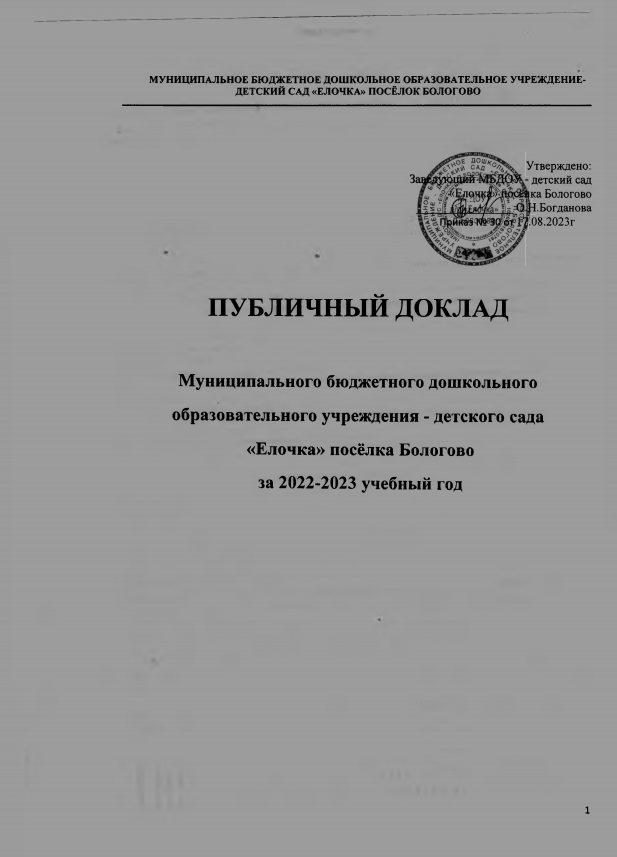 МУНИЦИПАЛЬНОЕ БЮДЖЕТНОЕ ДОШКОЛЬНОЕ ОБРАЗОВАТЕЛЬНОЕ УЧРЕЖДЕНИЕ-
ДЕТСКИЙ САД «ЕЛОЧКА» ПОСЁЛОК БОЛОГОВО
Утверждено:
Заведующий МБДОУ - детский сад
«Елочка» посёлка Бологово
О.Н.Богданова
Приказ № 30 от 17.08.2023г
ПУБЛИЧНЫЙ ДОКЛАД
Муниципального бюджетного дошкольного
образовательного учреждения - детского сада
«Елочка» посёлка Бологово
за 2022-2023 учебный год
1